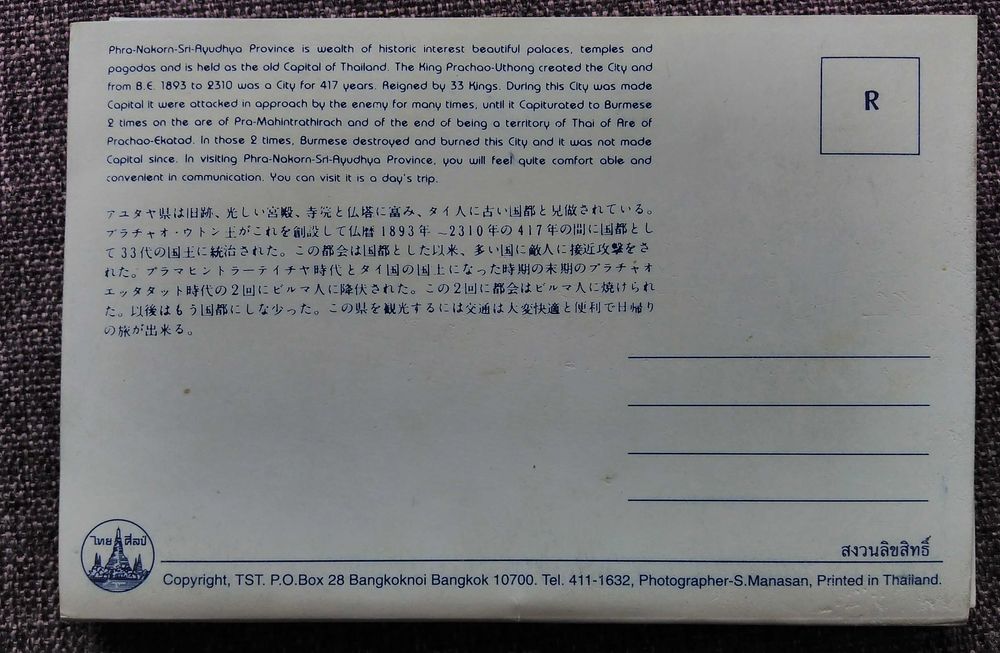 Phra-Nakorn-Sri-Ayudhya Province is wealth of historic interest beautiful palaces, temples and
pagodas and is held as the old Capital of Thailand. The King Prachao-Uthong created the City and
from B.E. 1893 to 2310 was a City for 417 years. Reigned by 33 Kings. During this City was made
Capital it were attacked in approach by the enemy for many times, until it Capiturated to Burmese
2 times on the are of Pra-Mahintrathirach and of the end of being a territory of Thai of Are of
Prachao-Ekatad. In those 2 times, Burmese destroyed and burned this City and it was not made
Capital since. In visiting Phra-Nakorn-Sri-Ayudhya Province, you will feel quite comfort able and
convenient in communication. You can visit it is a day's trip.
R
アユタヤ県は旧跡、光しい宮殿、寺院と仏塔に富み、タイ人に古い国都と見做されている。
プラチャオ・ウトン王がこれを創設して仏暦1893年~2310年の417年の間に国都とし
て33代の国王に統治された。この都会は国都とした以来、多い国に敵人に接近攻撃をさ
れた。プラマヒントラーテイチヤ時代とタイ国の国土になった時期の末期のプラチャオ
エッタタット時代の2回にビルマ人に降伏された。この2回に都会はビルマ人に焼けられ
た。以後はもう国都にしな少った。この県を観光するには交通は大変快適と便利で日帰り
の旅が出来る。
ไทย ศิลป์
สงวนลิขสิทธิ์
Copyright, TST. P.O.Box 28 Bangkoknoi Bangkok 10700. Tel. 411-1632, Photographer-S.Manasan, Printed in Thailand.